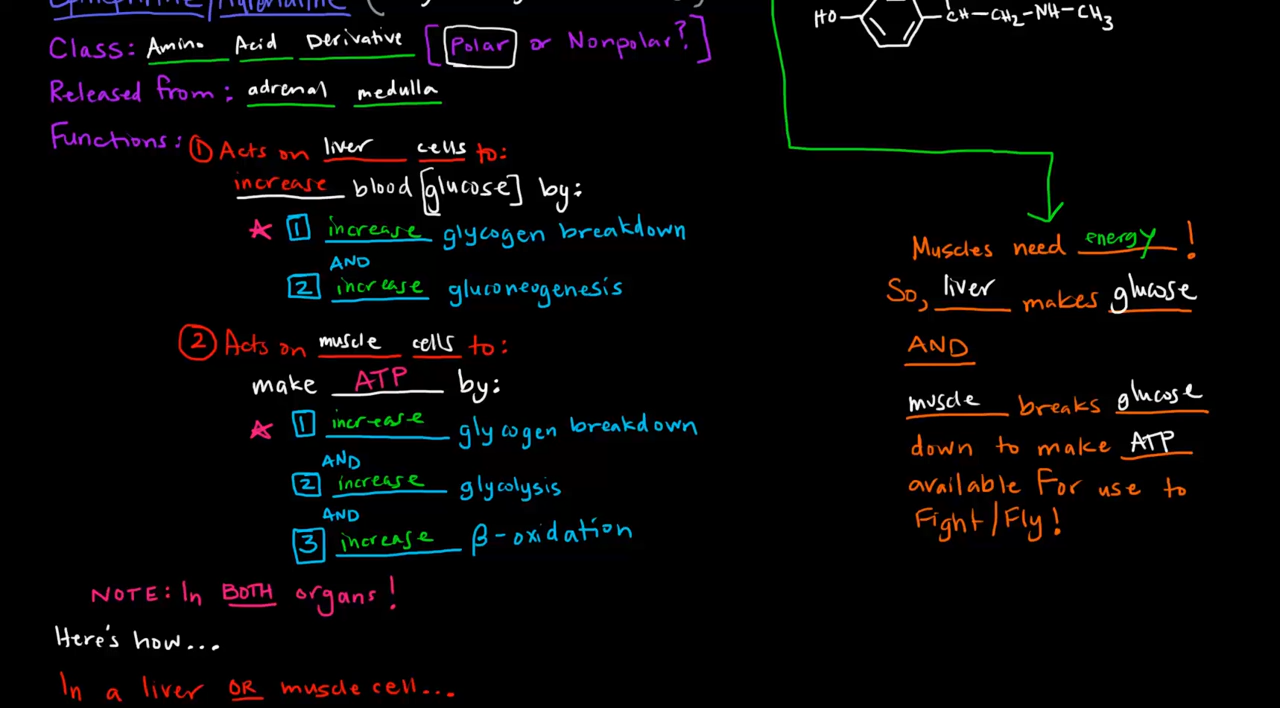 Epinephrine/Adrenaline (
Class: Amino Acid Derivative [Polar or Nonpolar?]
Released from: adrenal medulla
Functions: ① Acts on liver cells to:
increase blood [glucose] by:
☆ 1 increase glycogen breakdown
AND
2 increase gluconeogenesis
② Acts on muscle cells to:
make ATP by:
☆ 1 increase glycogen breakdown
AND
2 increase glycolysis
AND
3 increase β-oxidation
NOTE: In BOTH organs!
Here's how...
In a liver OR muscle cell...
HO CH-CH₂-NH-CH₃
Muscles need energy!
So, liver makes glucose
AND
muscle breaks glucose
down to make ATP
available For use to
Fight/Fly!